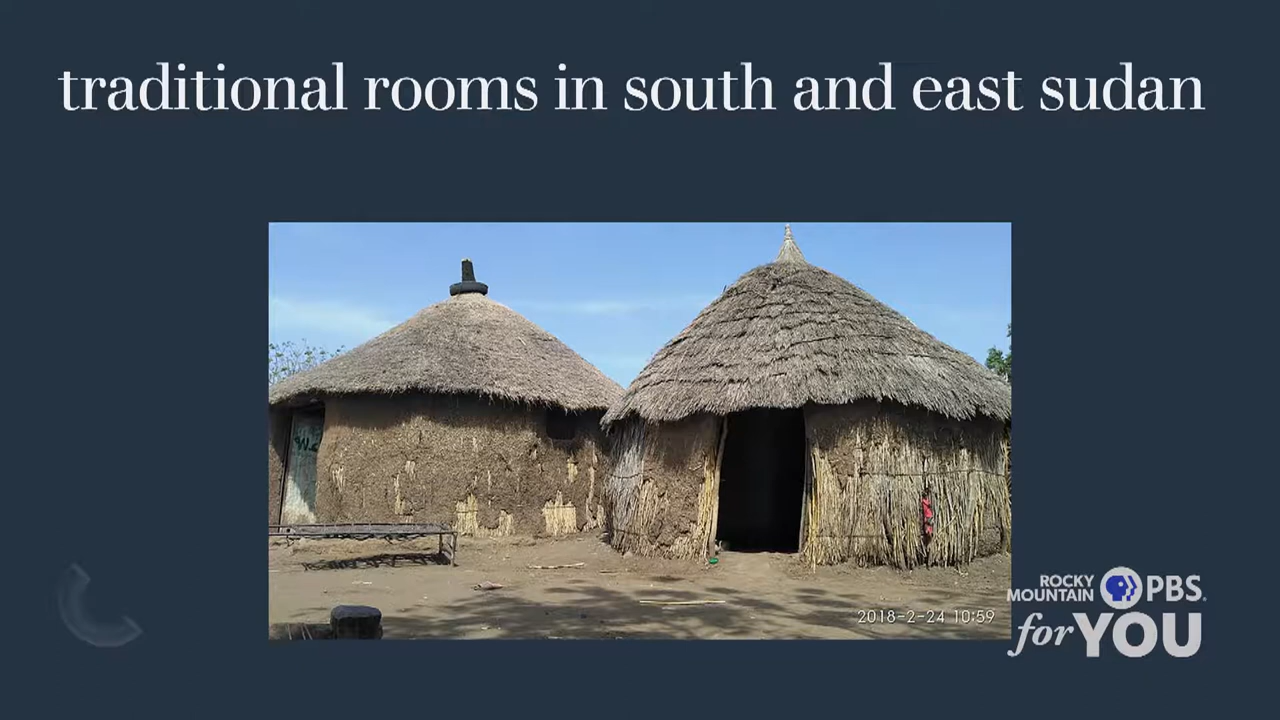 traditional rooms in south and east sudan
2018-2-24 10:59
ROCKY
MOUNTAIN PBS.
for YOU